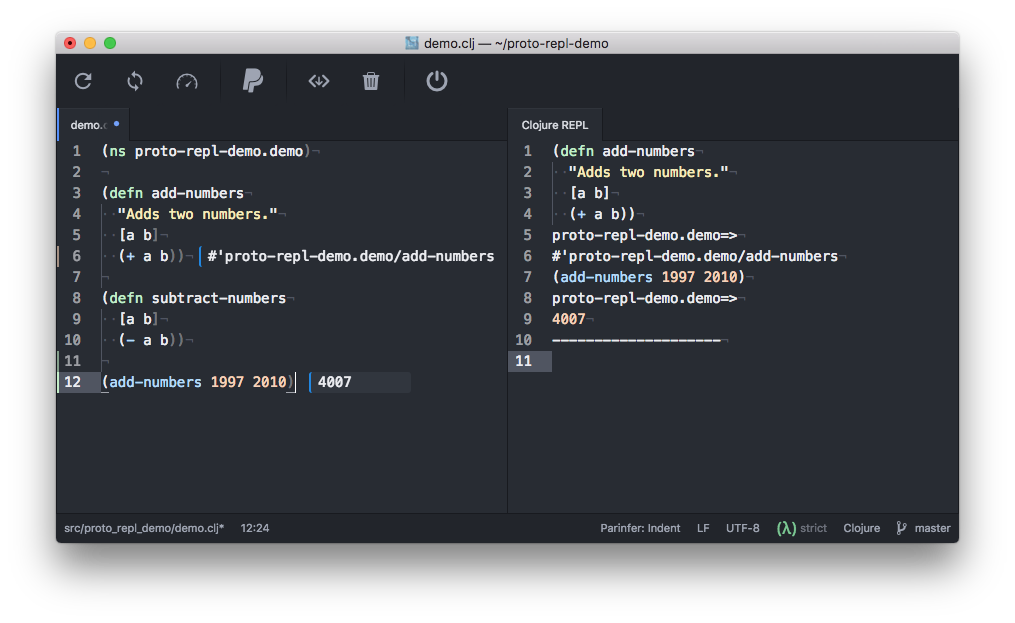 demo.clj — ~/proto-repl-demo
demo.c
1 (ns proto-repl-demo.demo)¬
2 ¬
3 (defn add-numbers¬
4 ··"Adds two numbers."¬
5 ··[a b]¬
6 ··(+ a b))¬ #'proto-repl-demo.demo/add-numbers
7 ¬
8 (defn subtract-numbers¬
9 ··[a b]¬
10 ··(- a b))¬
11 ¬
12 (add-numbers 1997 2010) 4007
Clojure REPL
1 (defn add-numbers¬
2 ··"Adds two numbers."¬
3 ··[a b]¬
4 ··(+ a b))¬
5 proto-repl-demo.demo=>¬
6 #'proto-repl-demo.demo/add-numbers¬
7 (add-numbers 1997 2010)¬
8 proto-repl-demo.demo=>¬
9 4007¬
10 --------------------¬
11
src/proto_repl_demo/demo.clj* 12:24
Parinfer: Indent LF UTF-8 (λ) strict Clojure master